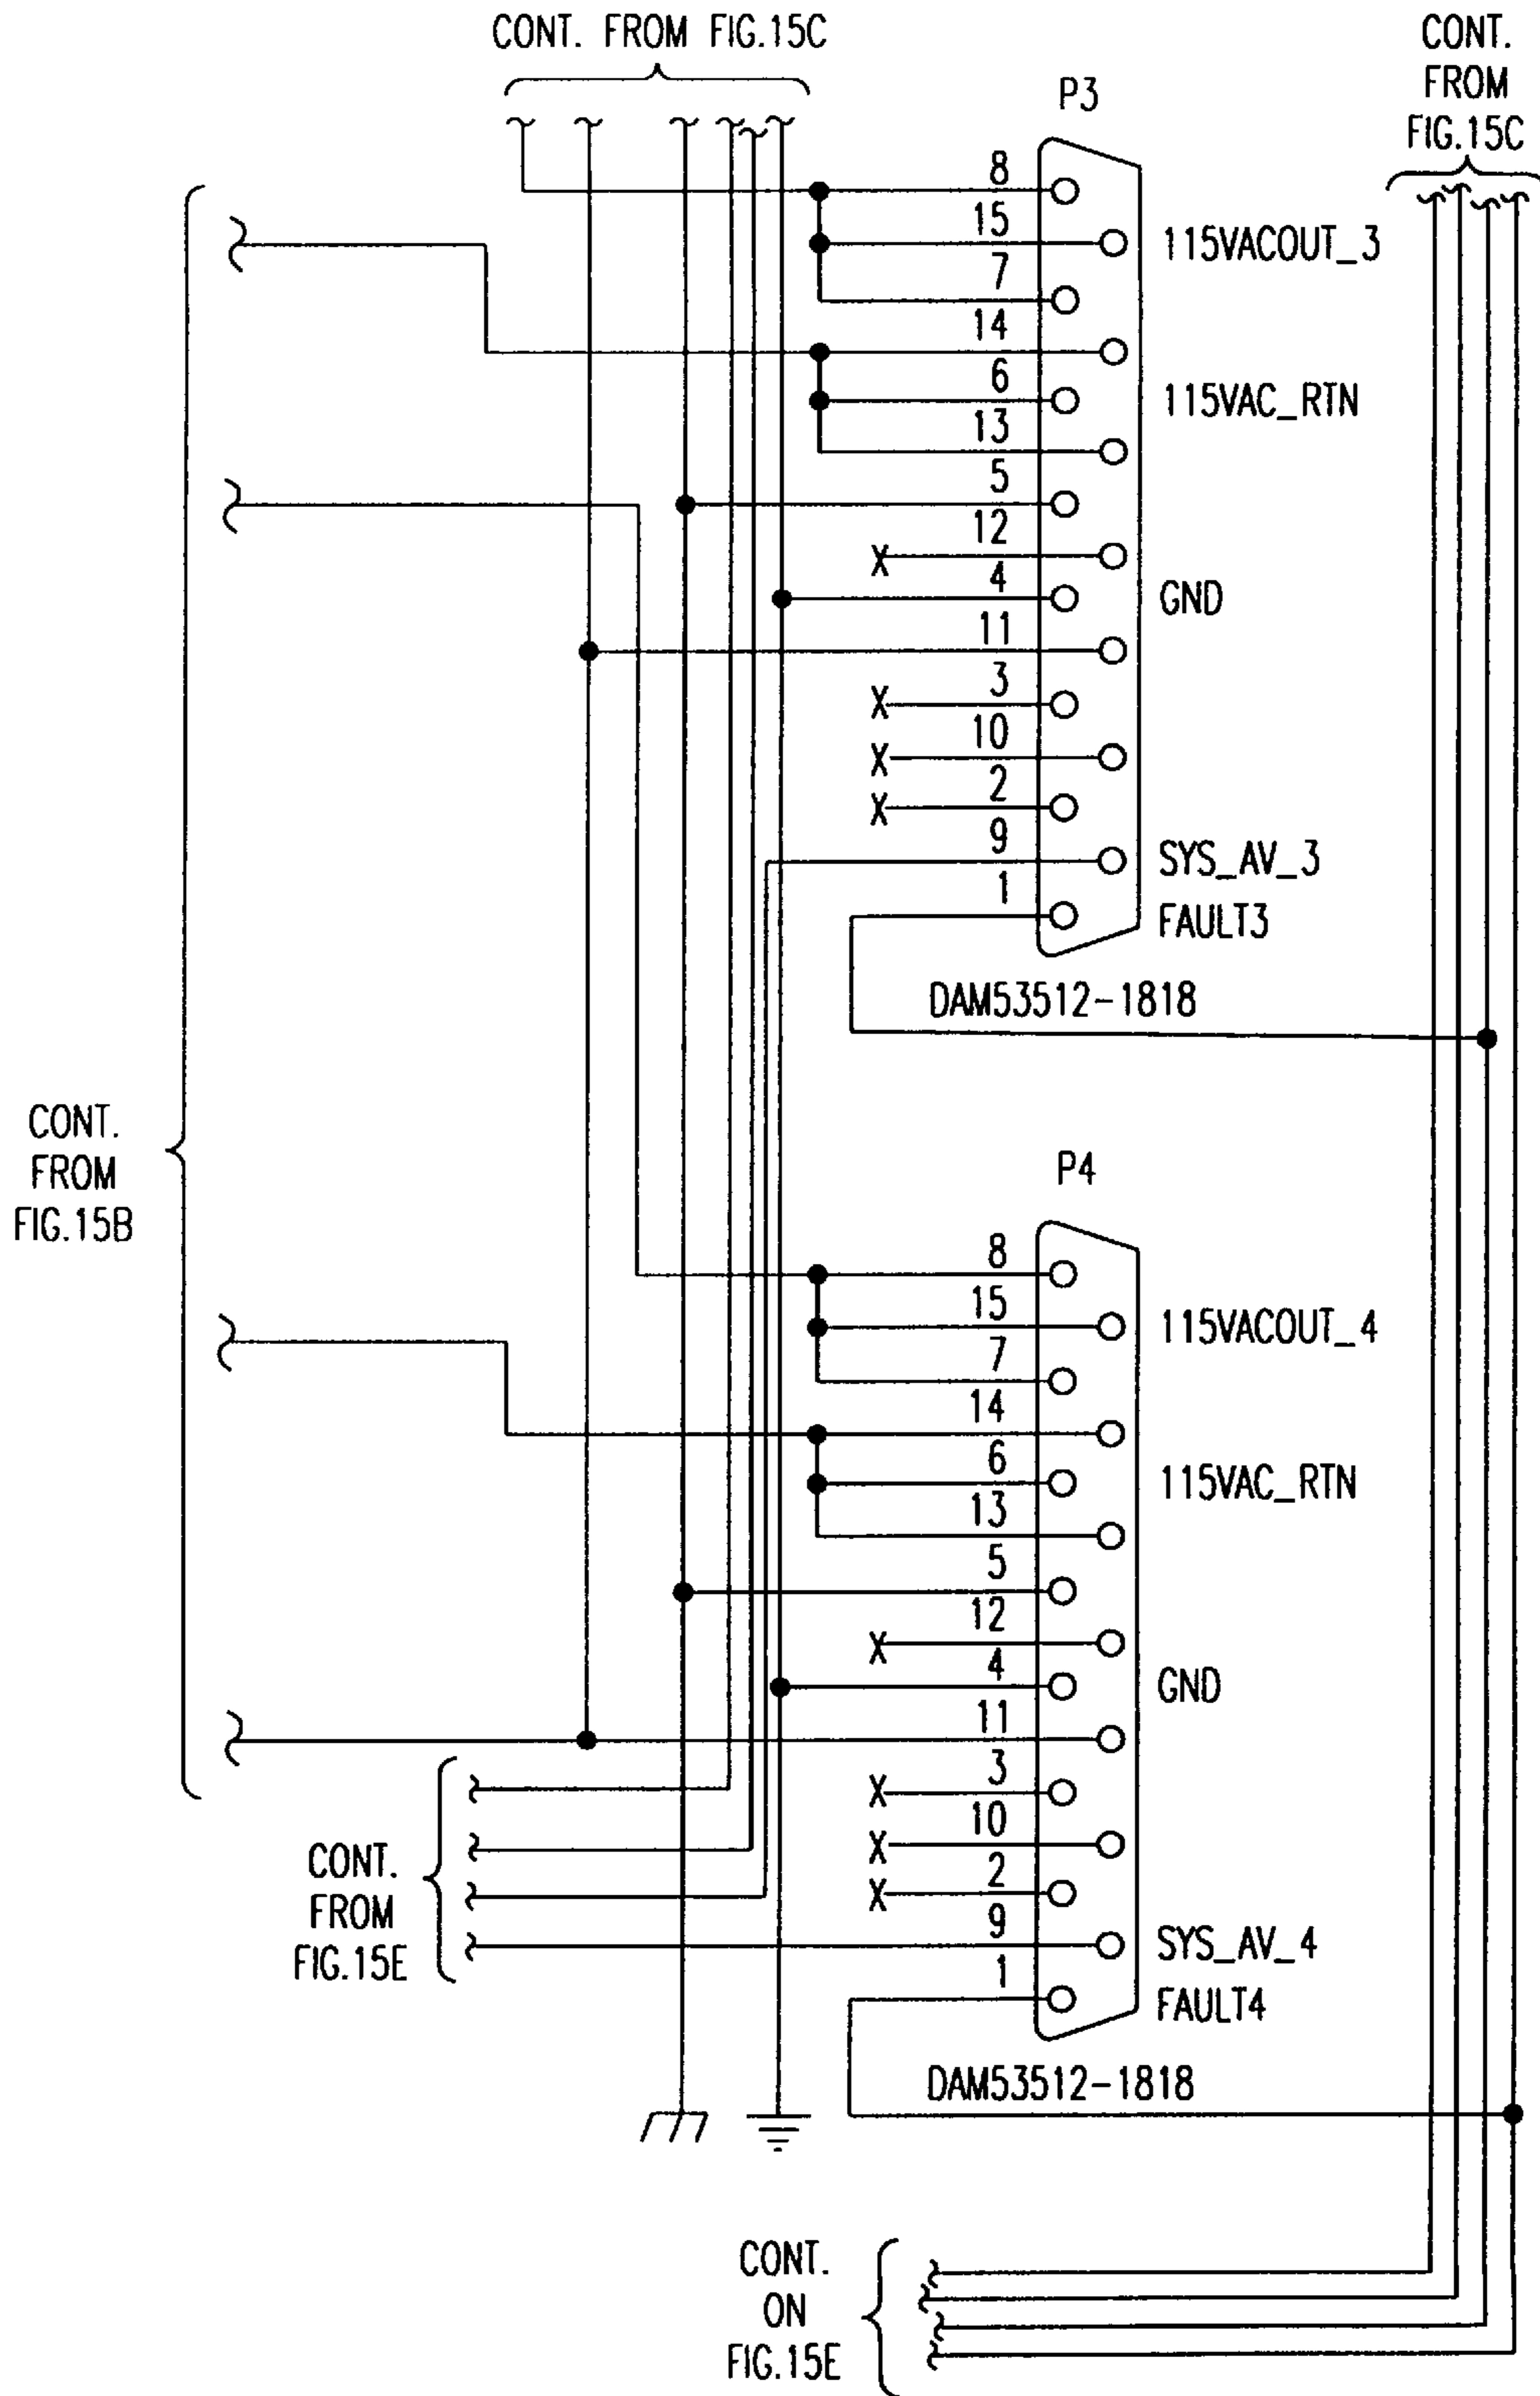 CONT. FROM FIG.15C
CONT.
FROM
FIG.15C
P3
8
15
115VACOUT_3
7
14
6
115VAC_RTN
13
5
12
X
4
GND
11
3
X
10
X
2
X
9
SYS_AV_3
1
FAULT3
DAM53512-1818
CONT.
FROM
FIG.15B
P4
8
15
115VACOUT_4
7
14
6
115VAC_RTN
13
5
12
X
4
GND
11
3
X
10
X
2
X
9
SYS_AV_4
1
FAULT4
DAM53512-1818
CONT.
FROM
FIG.15E
CONT.
ON
FIG.15E